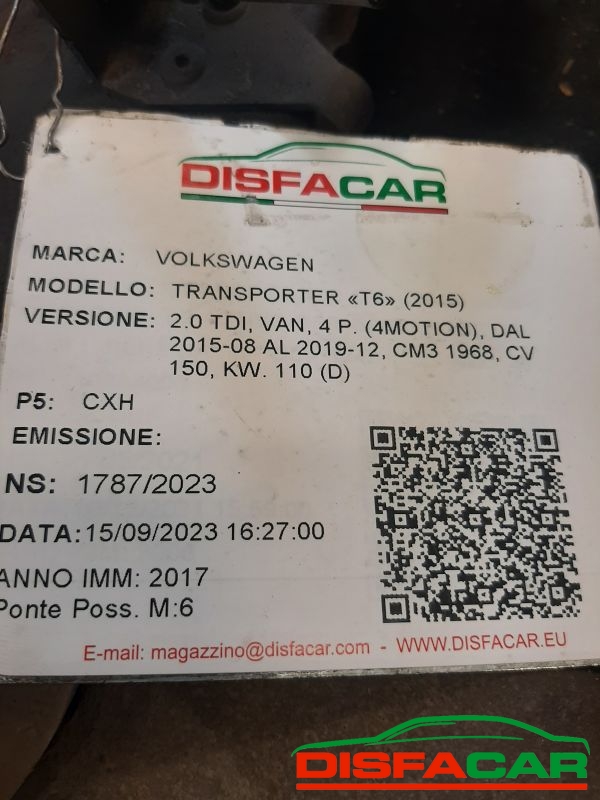 DISFACAR
MARCA: VOLKSWAGEN
MODELLO: TRANSPORTER «T6» (2015)
VERSIONE: 2.0 TDI, VAN, 4 P. (4MOTION), DAL
2015-08 AL 2019-12, CM3 1968, CV
150, KW. 110 (D)
P5: CXH
EMISSIONE:
NS: 1787/2023
DATA: 15/09/2023 16:27:00
ANNO IMM: 2017
Ponte Poss. M:6
E-mail: magazzino@disfacar.com - WWW.DISFACAR.EU
DISFACAR